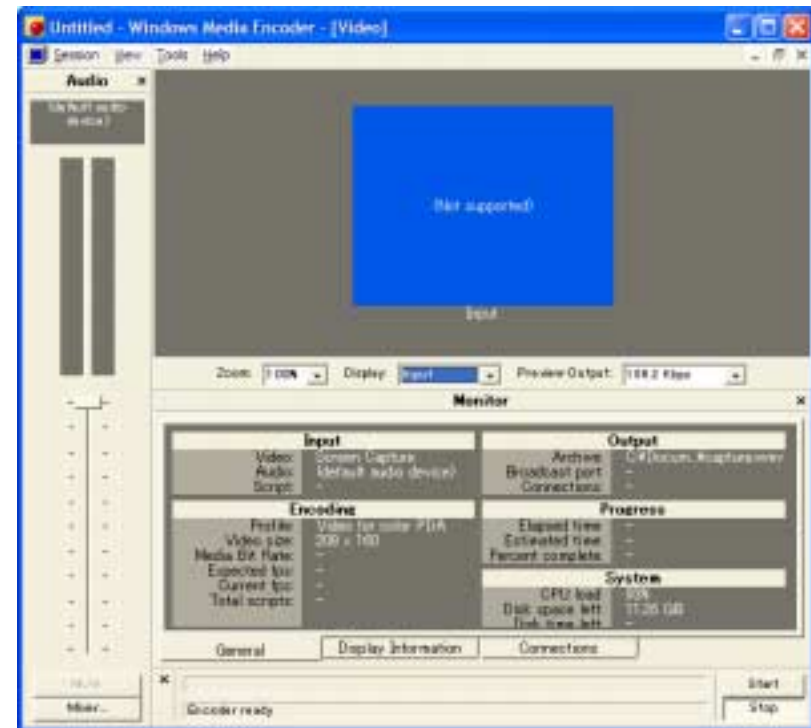 Untitled - Windows Media Encoder - [Video]
Session View Tools Help
Audio
(default audio device)
(Not supported)
Input
Zoom: 100% Display: Input Preview Output: 109.2 Kbps
Monitor
Input
Video: Screen Capture
Audio: (default audio device)
Script: -
Encoding
Profile: Video for color PDA
Video size: 208 x 160
Media Bit Rate: -
Expected fps: -
Current fps: -
Total scripts: -
Output
Archive:
Broadcast port: -
Connections: -
Progress
Elapsed time: -
Estimated time: -
Percent complete: -
System
CPU load:
Disk space left:
Disk time left: -
General Display Information Connections
Mixer...
Encoder ready
Start
Stop